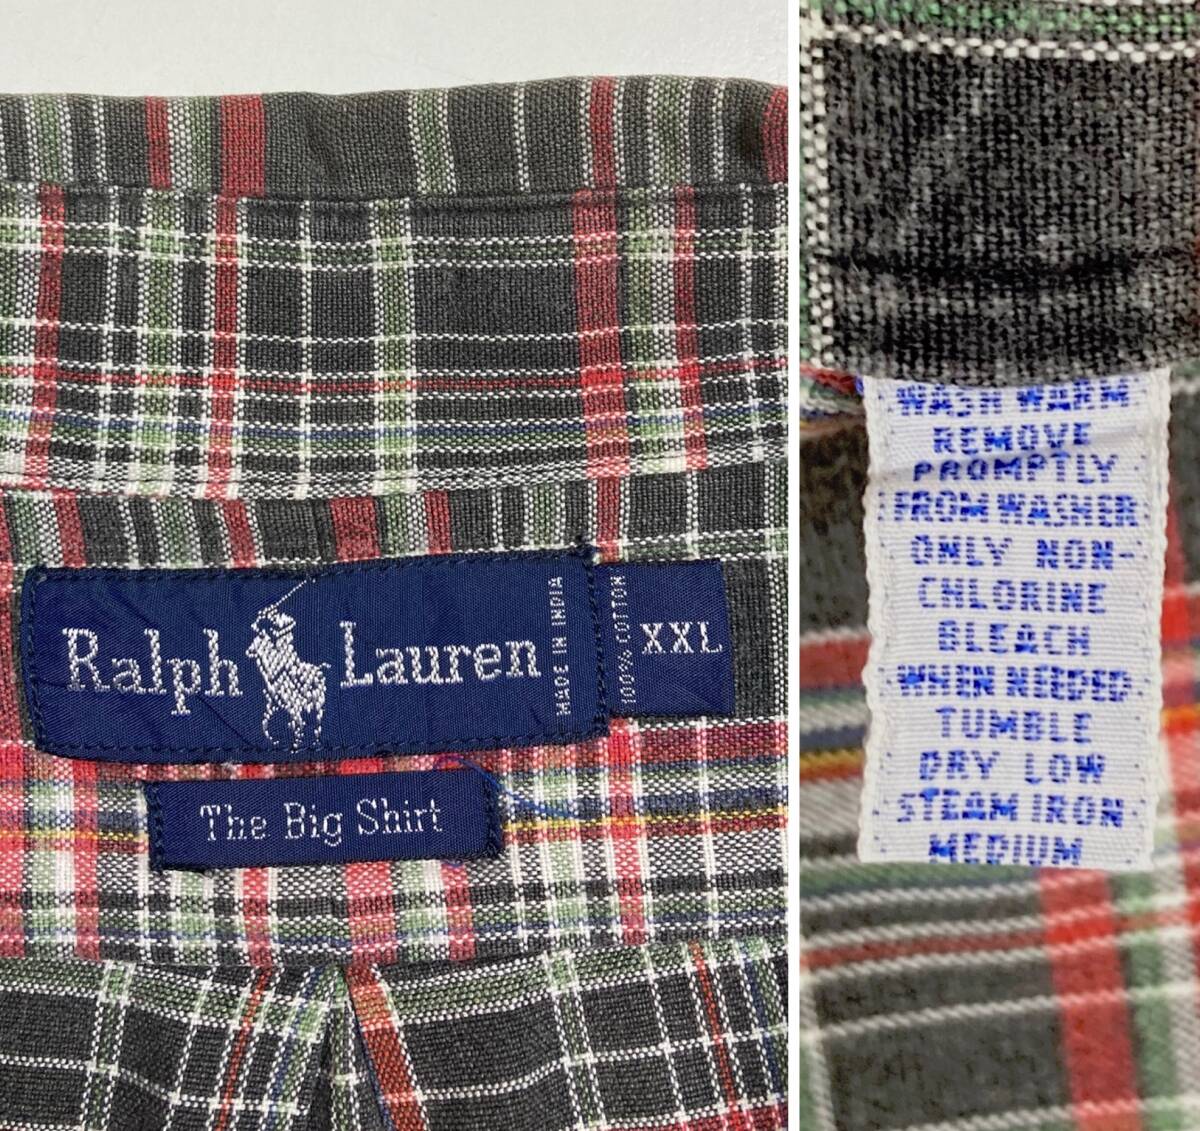 Ralph Lauren
MADE IN INDIA
100% COTTON
XXL
The Big Shirt
WASH WARM
REMOVE
PROMPTLY
FROM WASHER
ONLY NON-
CHLORINE
BLEACH
WHEN NEEDED
TUMBLE
DRY LOW
STEAM IRON
MEDIUM